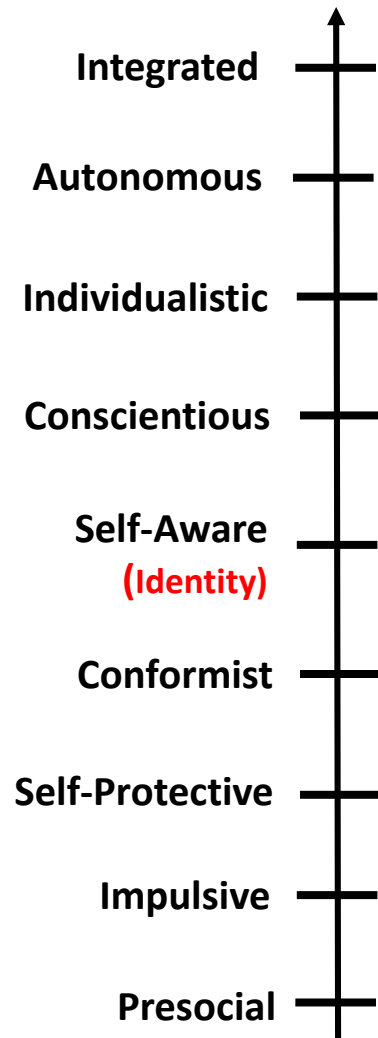 Integrated
Autonomous
Individualistic
Conscientious
Self-Aware
(Identity)
Conformist
Self-Protective
Impulsive
Presocial